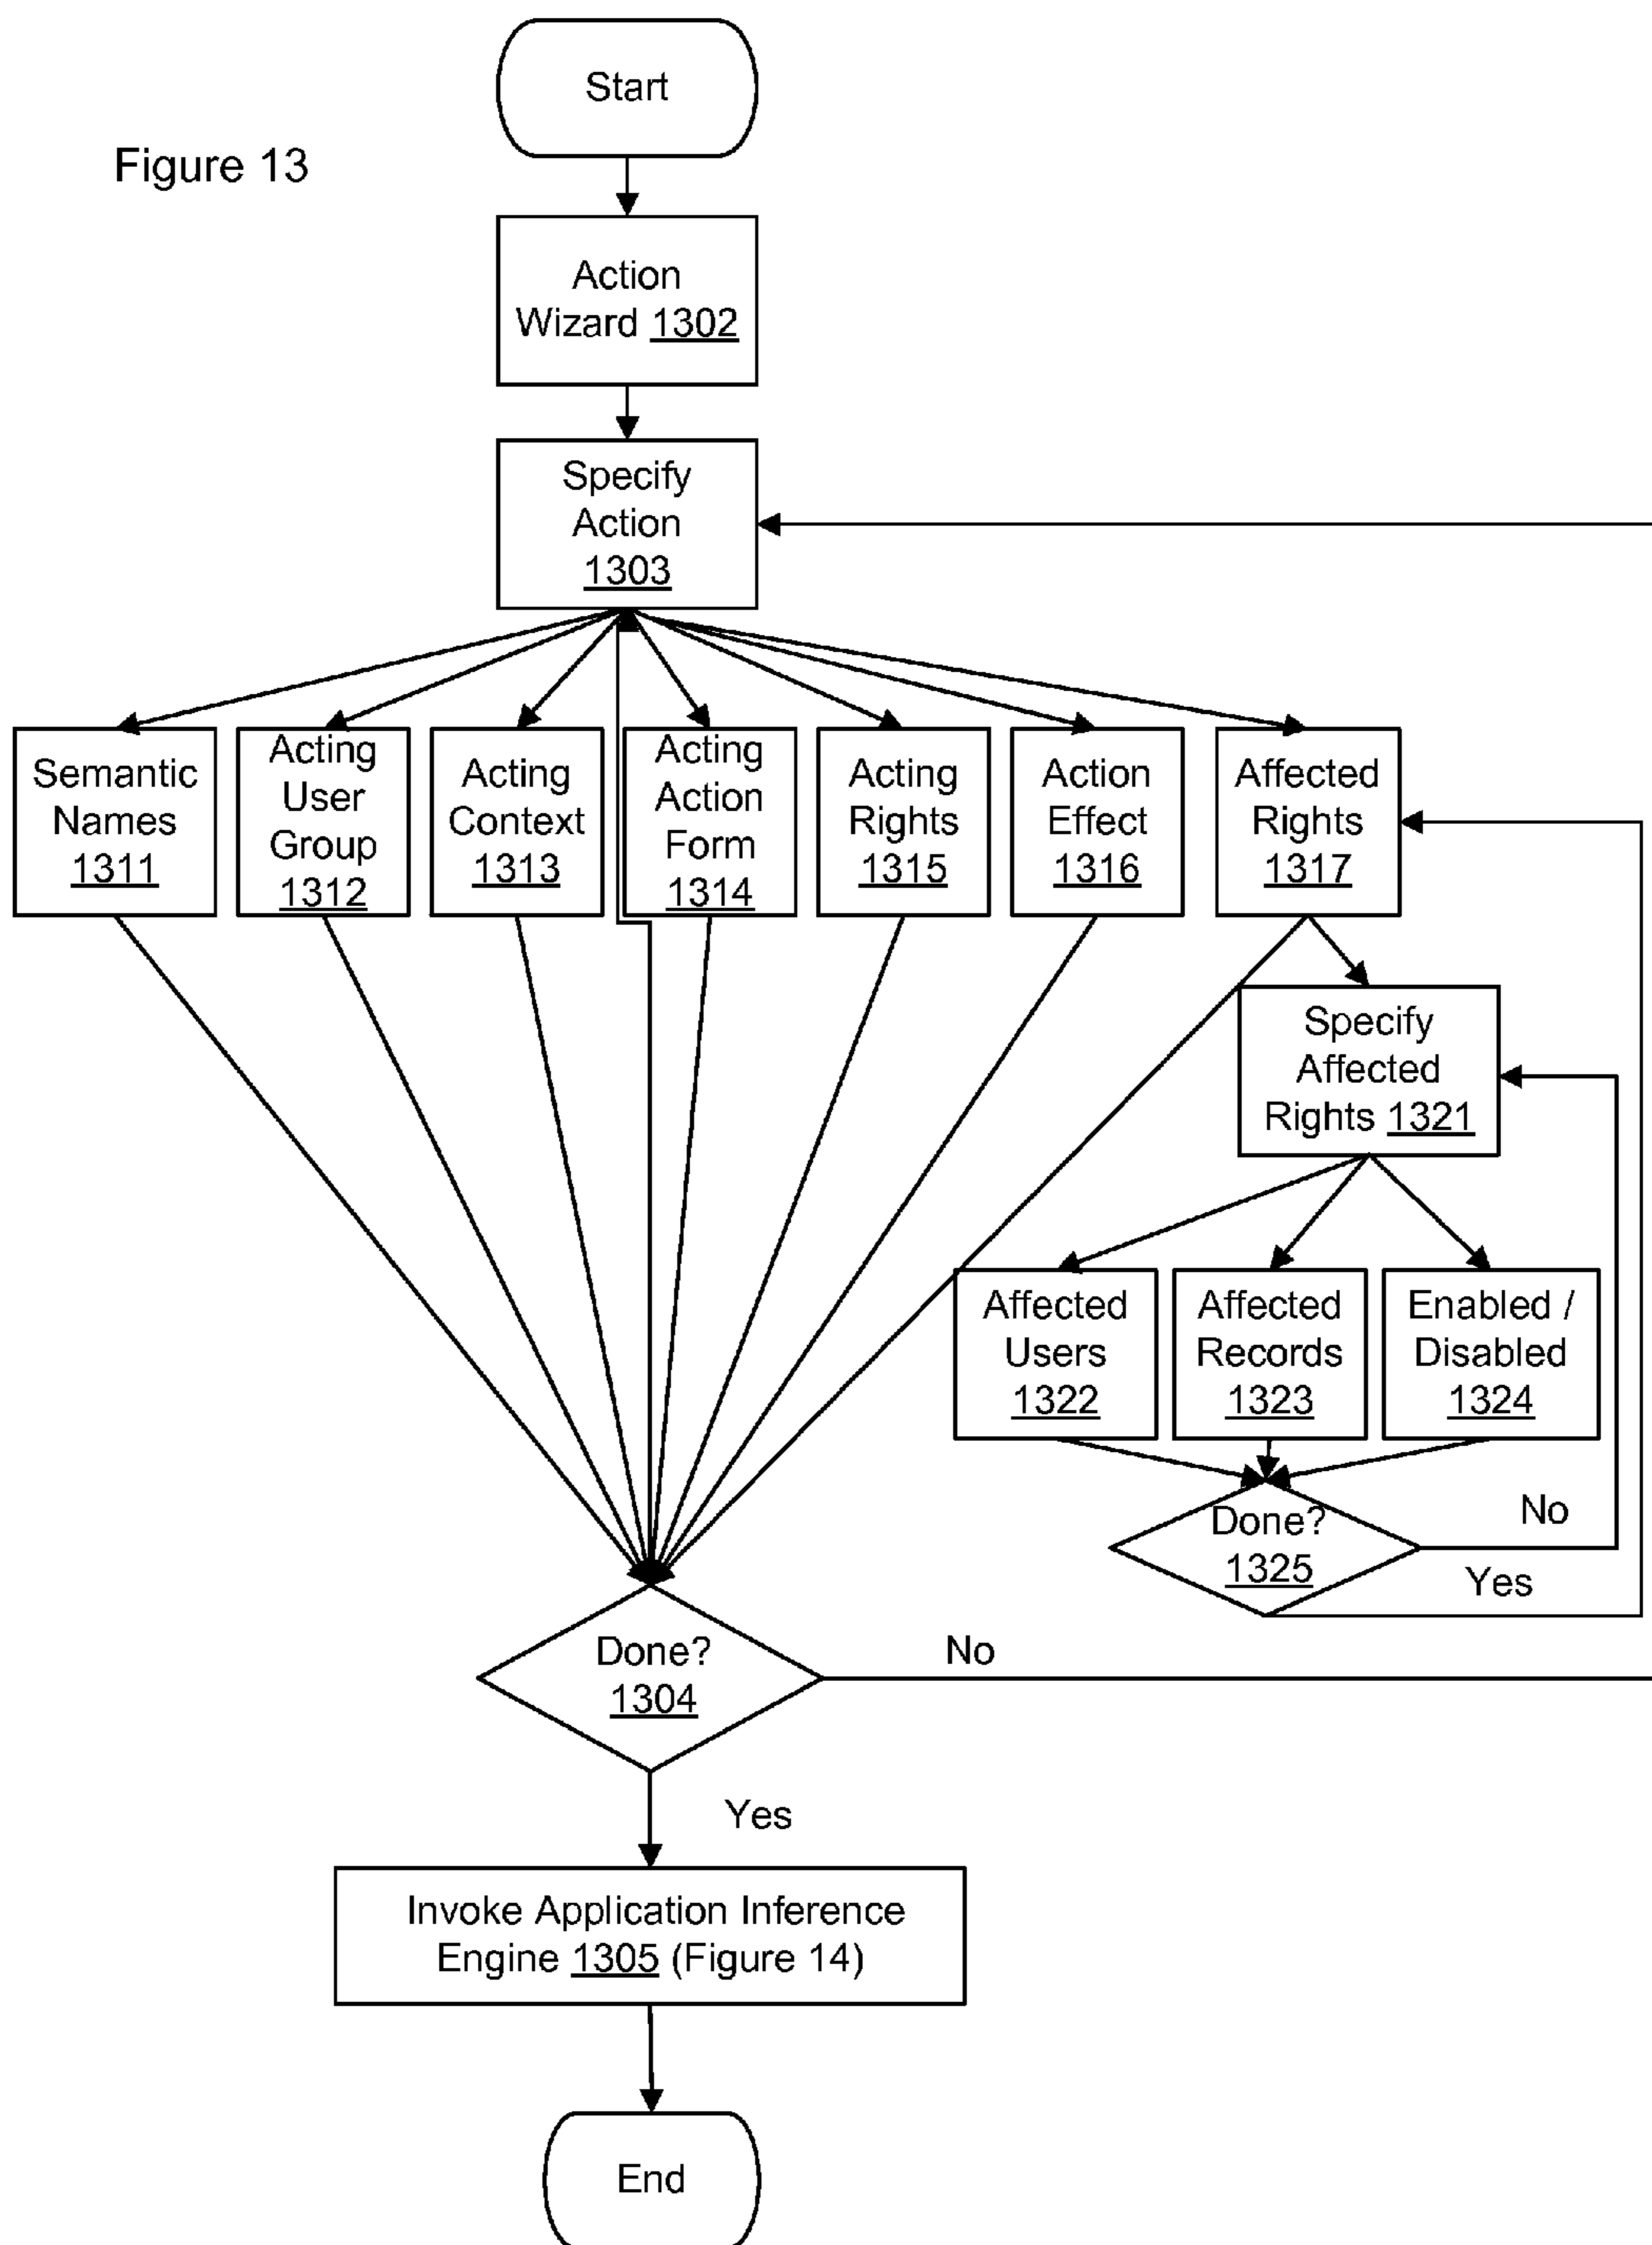 Start
Figure 13
Action
Wizard 1302
Specify
Action
1303
Semantic
Names
1311
Acting
User
Group
1312
Acting
Context
1313
Acting
Action
Form
1314
Acting
Rights
1315
Action
Effect
1316
Affected
Rights
1317
Specify
Affected
Rights 1321
Affected
Users
1322
Affected
Records
1323
Enabled /
Disabled
1324
Done?
1325
No
Yes
Done?
1304
No
Yes
Invoke Application Inference
Engine 1305 (Figure 14)
End